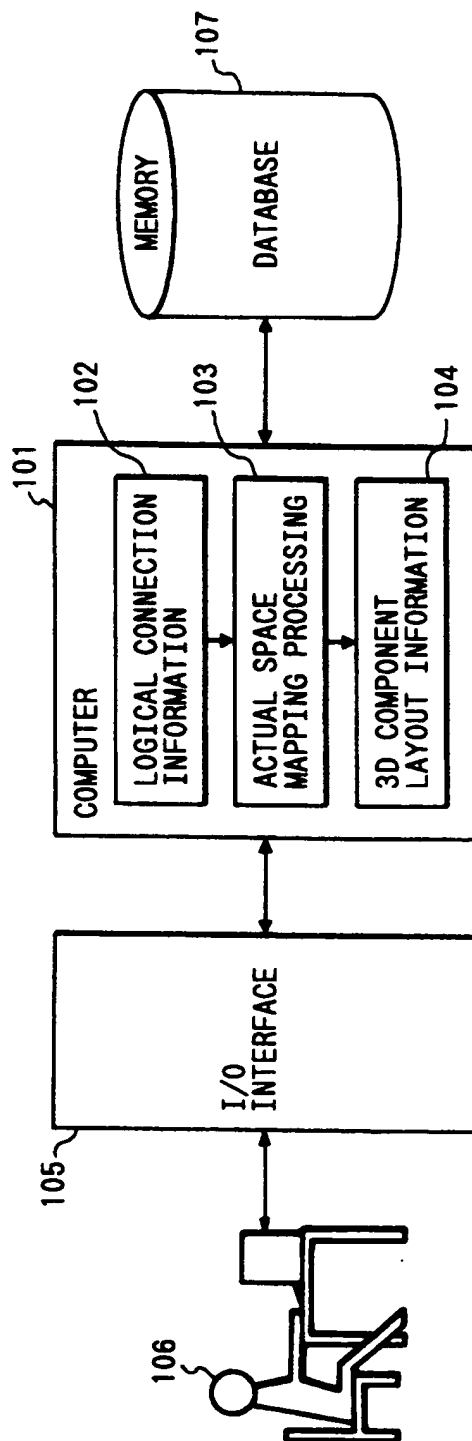 106
105
I/O
INTERFACE
101
COMPUTER
102
LOGICAL CONNECTION
INFORMATION
103
ACTUAL SPACE
MAPPING PROCESSING
104
3D COMPONENT
LAYOUT INFORMATION
107
MEMORY
DATABASE